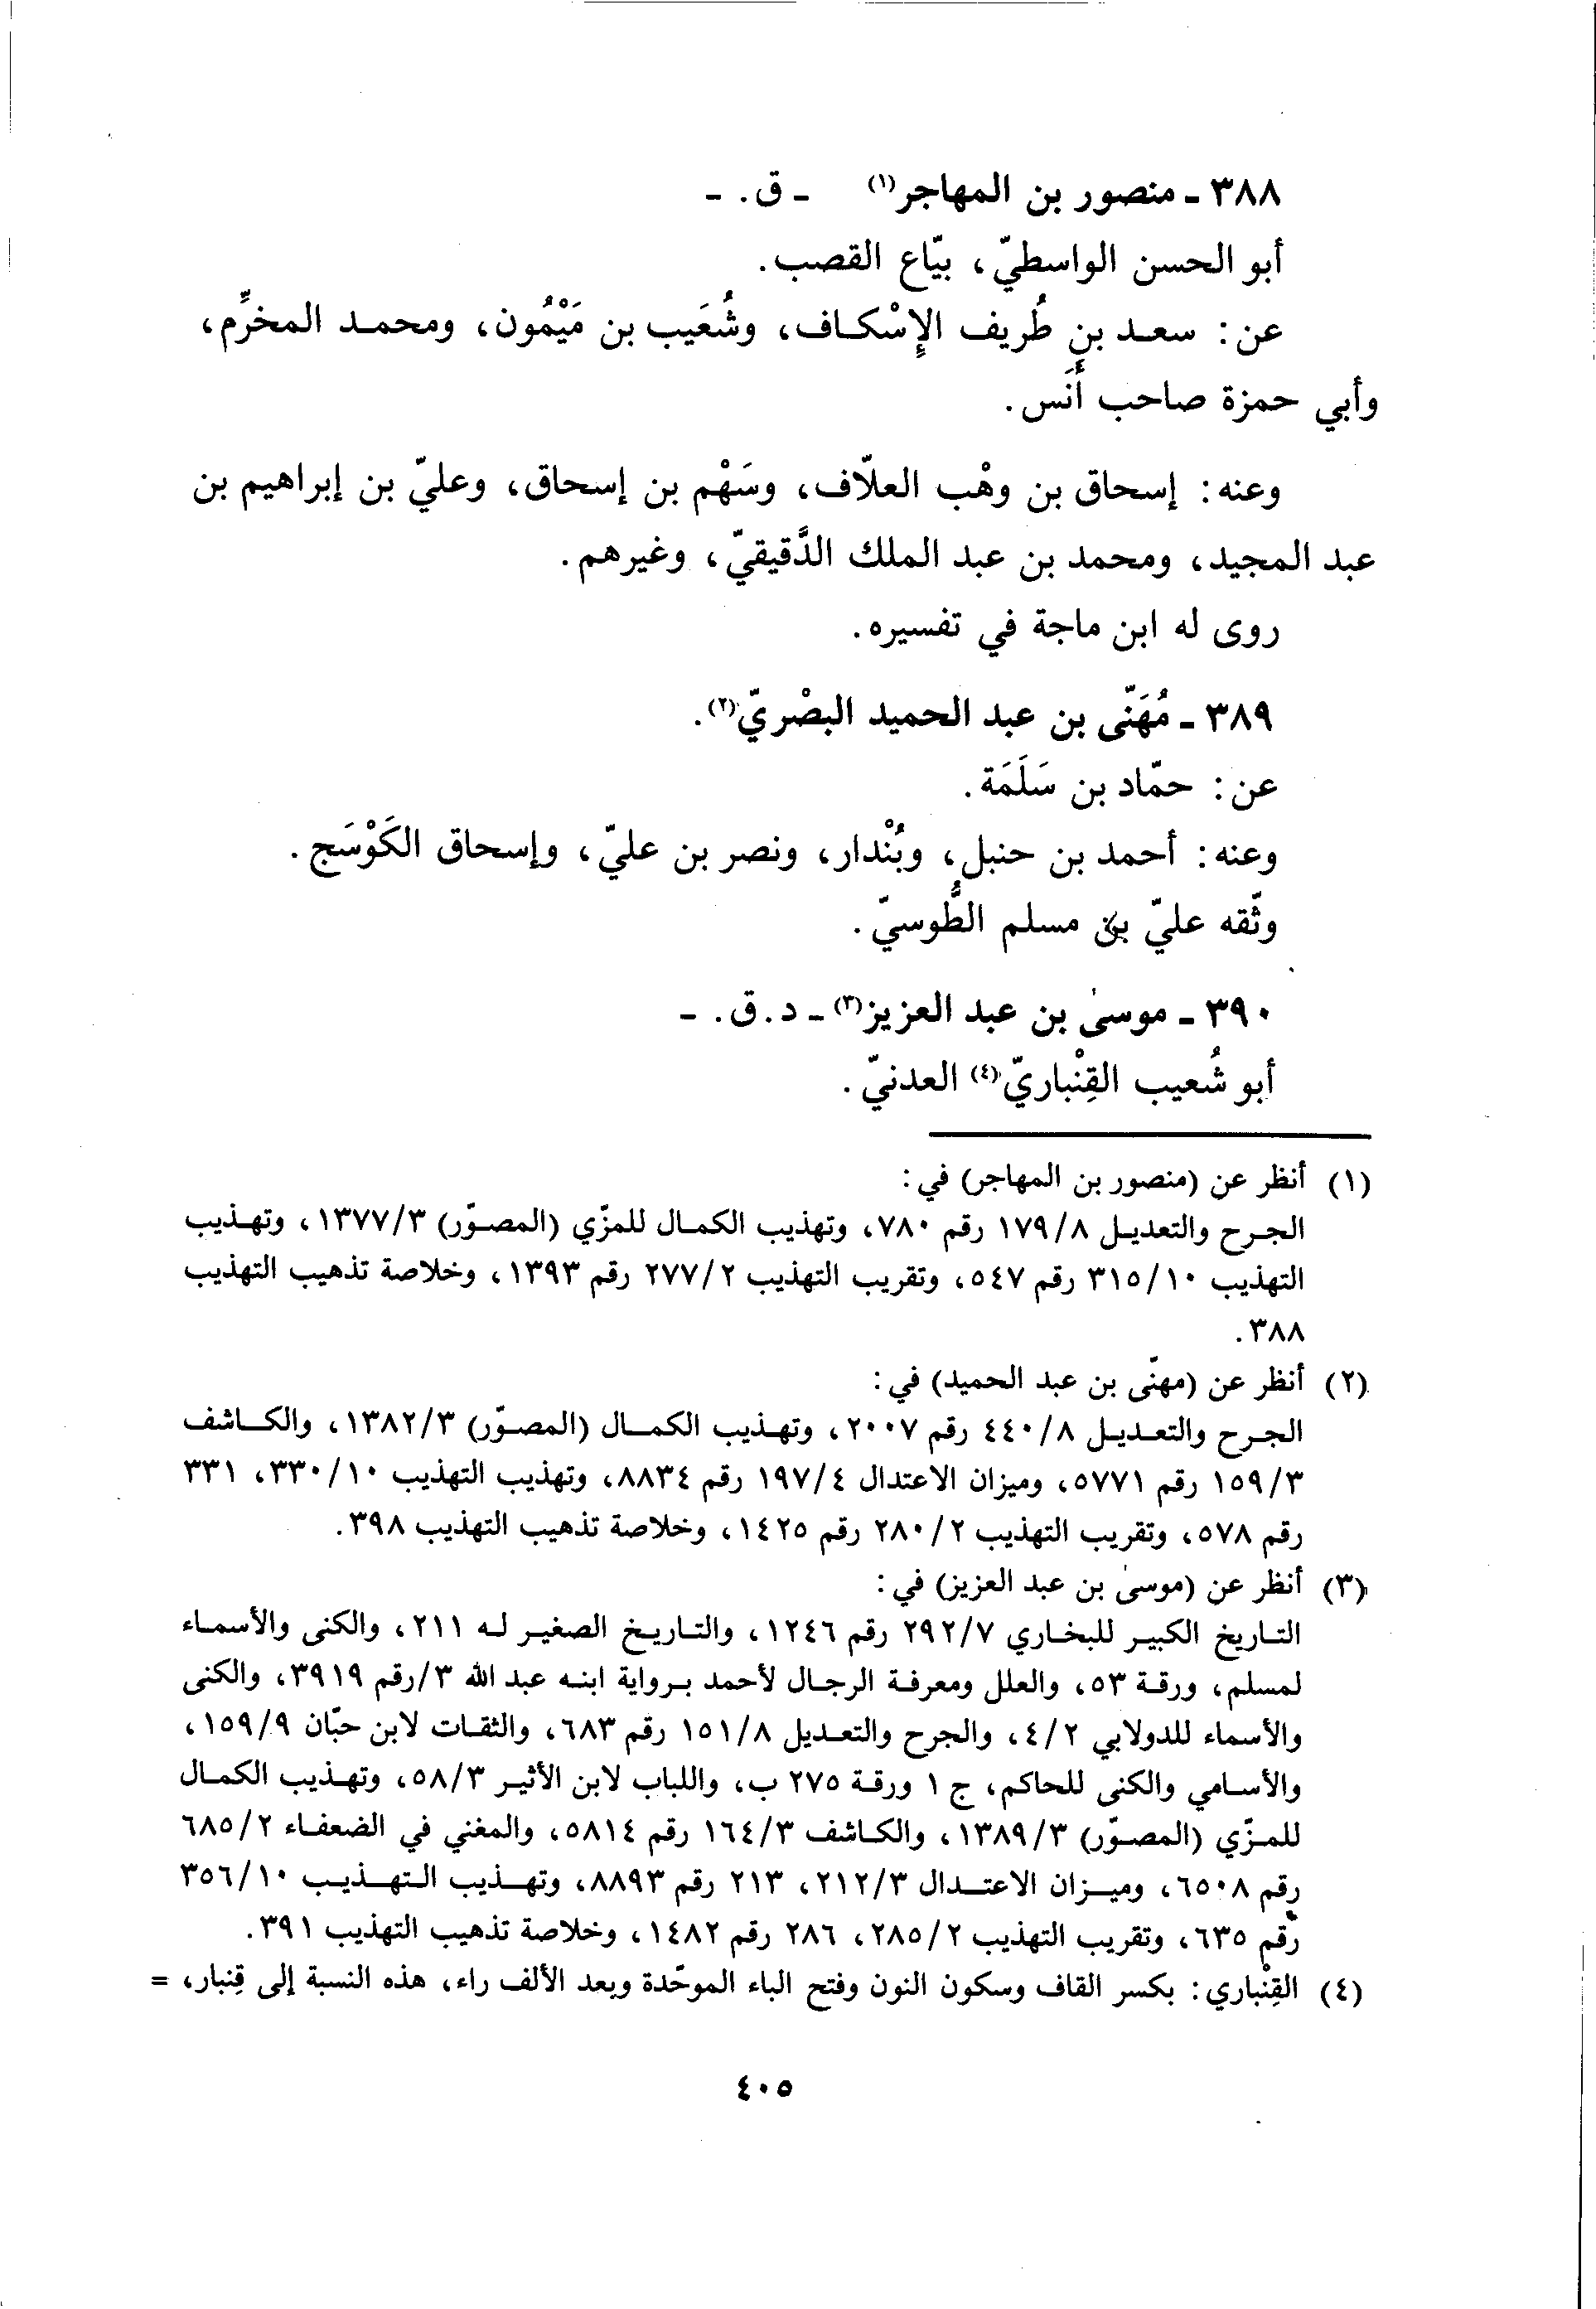 ٣٨٨ ـ منصور بن المهاجر(١) ـ ق. ـ
أبو الحسن الواسطيّ، بيّاع القصب.
عن: سعد بن طُريف الإِسْكاف، وشُعَيب بن مَيْمُون، ومحمد المخرِّم،
وأبي حمزة صاحب أَنَس.
وعنه: إسحاق بن وهْب العلّاف، وسَهْم بن إسحاق، وعليّ بن إبراهيم بن
عبد المجيد، ومحمد بن عبد الملك الدَّقيقيّ، وغيرهم.
روى له ابن ماجة في تفسيره.
٣٨٩ ـ مُهَنّى بن عبد الحميد البصْريّ(٢).
عن: حمّاد بن سَلَمَة.
وعنه: أحمد بن حنبل، وبُنْدار، ونصر بن عليّ، وإسحاق الكَوْسَج.
وثّقه عليّ بن مسلم الطُّوسيّ.
٣٩٠ ـ موسىٰ بن عبد العزيز(٣) ـ د.ق. ـ
أبو شُعيب القِنْباريّ(٤) العدنيّ.
(١) أنظر عن (منصور بن المهاجر) في:
الجرح والتعديل ١٧٩/٨ رقم ٧٨٠، وتهذيب الكمال للمزّي (المصوّر) ١٣٧٧/٣، وتهذيب
التهذيب ٣١٥/١٠ رقم ٥٤٧، وتقريب التهذيب ٢٧٧/٢ رقم ١٣٩٣، وخلاصة تذهيب التهذيب
٣٨٨.
(٢) أنظر عن (مهنّى بن عبد الحميد) في:
الجرح والتعديل ٤٤٠/٨ رقم ٢٠٠٧، وتهذيب الكمال (المصوّر) ١٣٨٢/٣، والكاشف
١٥٩/٣ رقم ٥٧٧١، وميزان الاعتدال ١٩٧/٤ رقم ٨٨٣٤، وتهذيب التهذيب ٣٣٠/١٠، ٣٣١
رقم ٥٧٨، وتقريب التهذيب ٢٨٠/٢ رقم ١٤٢٥، وخلاصة تذهيب التهذيب ٣٩٨.
(٣) أنظر عن (موسىٰ بن عبد العزيز) في:
التاريخ الكبير للبخاري ٢٩٢/٧ رقم ١٢٤٦، والتاريخ الصغير له ٢١١، والكنى والأسماء
لمسلم، ورقة ٥٣، والعلل ومعرفة الرجال لأحمد برواية ابنه عبد الله ٣/رقم ٣٩١٩، والكنى
والأسماء للدولابي ٤/٢، والجرح والتعديل ١٥١/٨ رقم ٦٨٣، والثقات لابن حبّان ١٥٩/٩،
والأسامي والكنى للحاكم، ج ١ ورقة ٢٧٥ ب، واللباب لابن الأثير ٥٨/٣، وتهذيب الكمال
للمزّي (المصوّر) ١٣٨٩/٣، والكاشف ١٦٤/٣ رقم ٥٨١٤، والمغني في الضعفاء ٦٨٥/٢
رقم ٦٥٠٨، وميزان الاعتدال ٢١٢/٣، ٢١٣ رقم ٨٨٩٣، وتهذيب التهذيب ٣٥٦/١٠
رقم ٦٣٥، وتقريب التهذيب ٢٨٥/٢، ٢٨٦ رقم ١٤٨٢، وخلاصة تذهيب التهذيب ٣٩١.
(٤) القِنْباري: بكسر القاف وسكون النون وفتح الباء الموحّدة وبعد الألف راء، هذه النسبة إلى قِنبار، =
٤٠٥